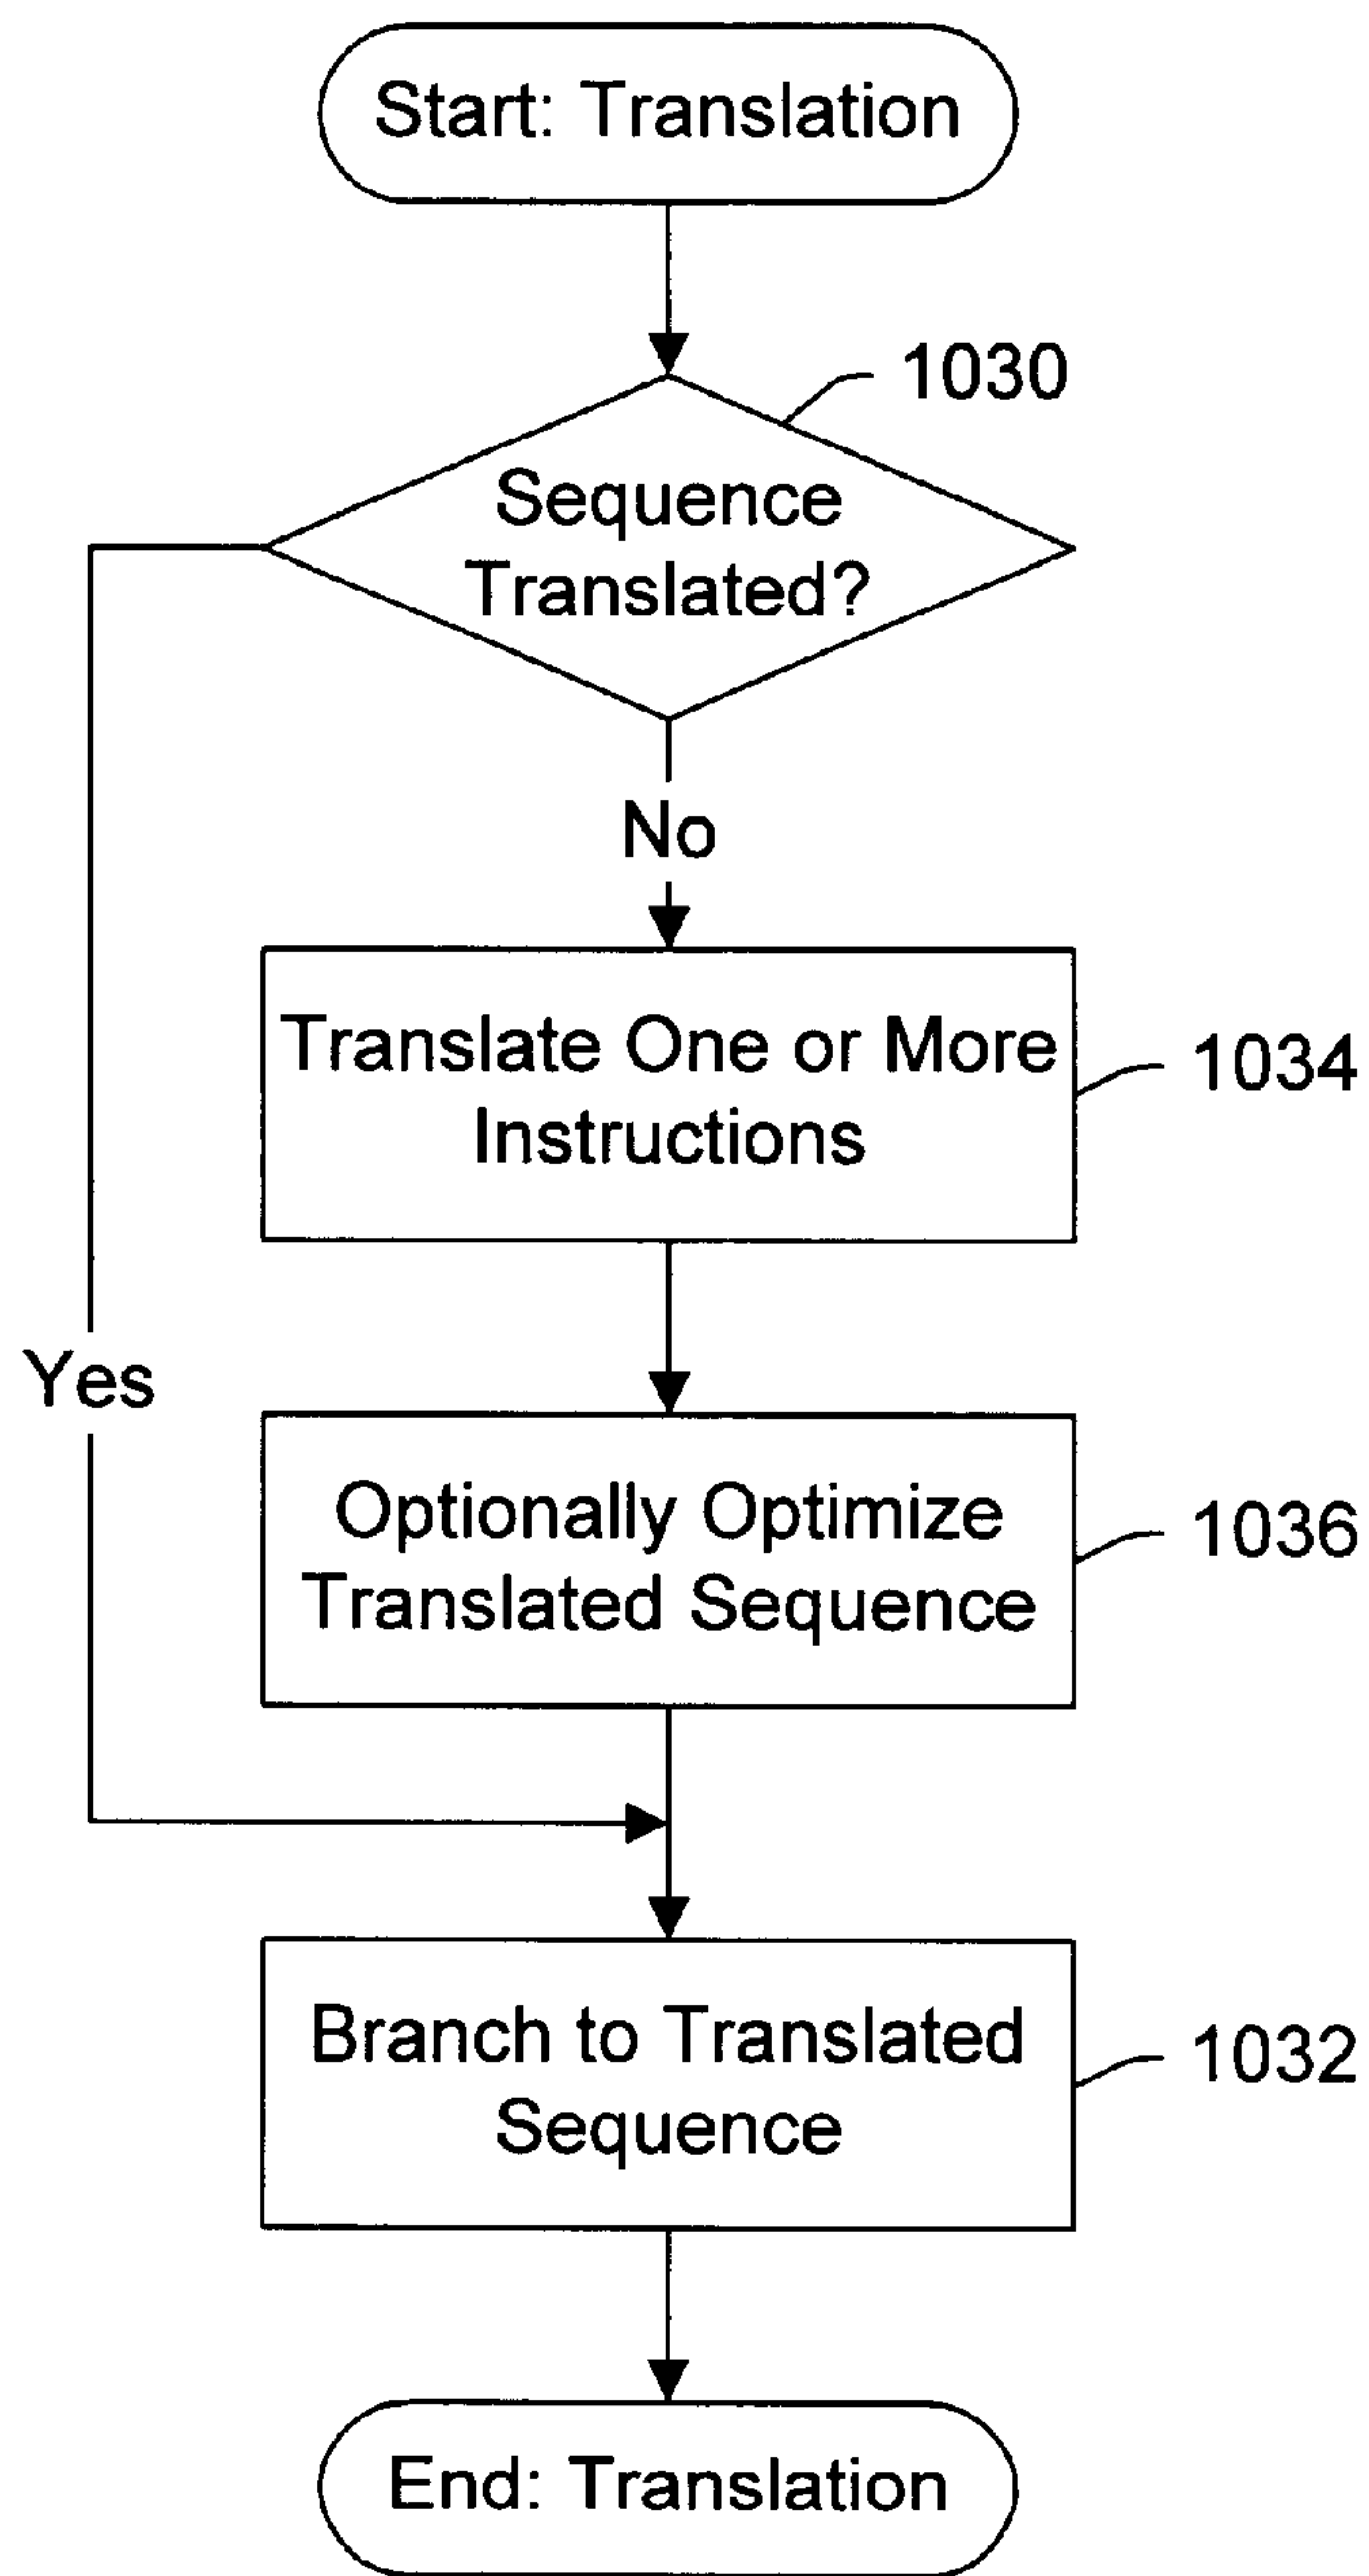 Start: Translation
1030
Sequence
Translated?
No
Translate One or More
Instructions
1034
Yes
Optionally Optimize
Translated Sequence
1036
Branch to Translated
Sequence
1032
End: Translation